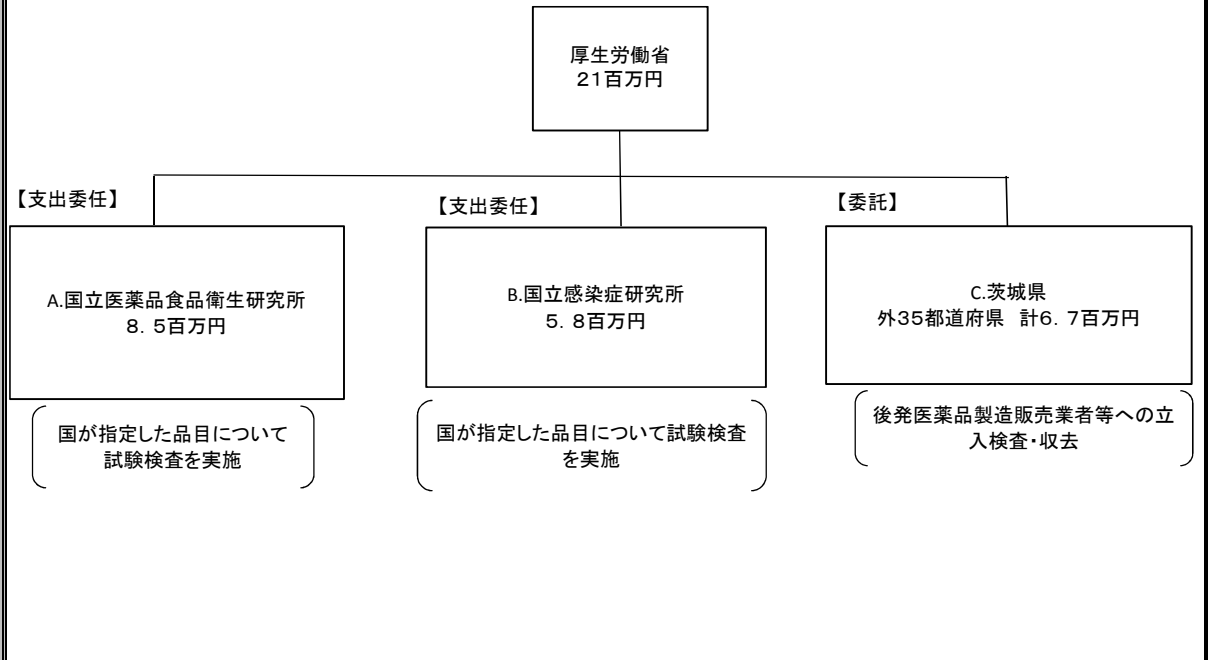 厚生労働省
２１百万円
【支出委任】
【支出委任】
【委託】
A.国立医薬品食品衛生研究所
８．５百万円
B.国立感染症研究所
５．８百万円
C.茨城県
外35都道府県　計６．７百万円
国が指定した品目について
試験検査を実施
国が指定した品目について試験検査
を実施
後発医薬品製造販売業者等への立
入検査・収去